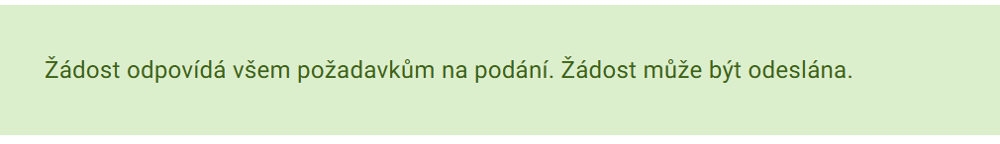 Žádost odpovídá všem požadavkům na podání. Žádost může být odeslána.